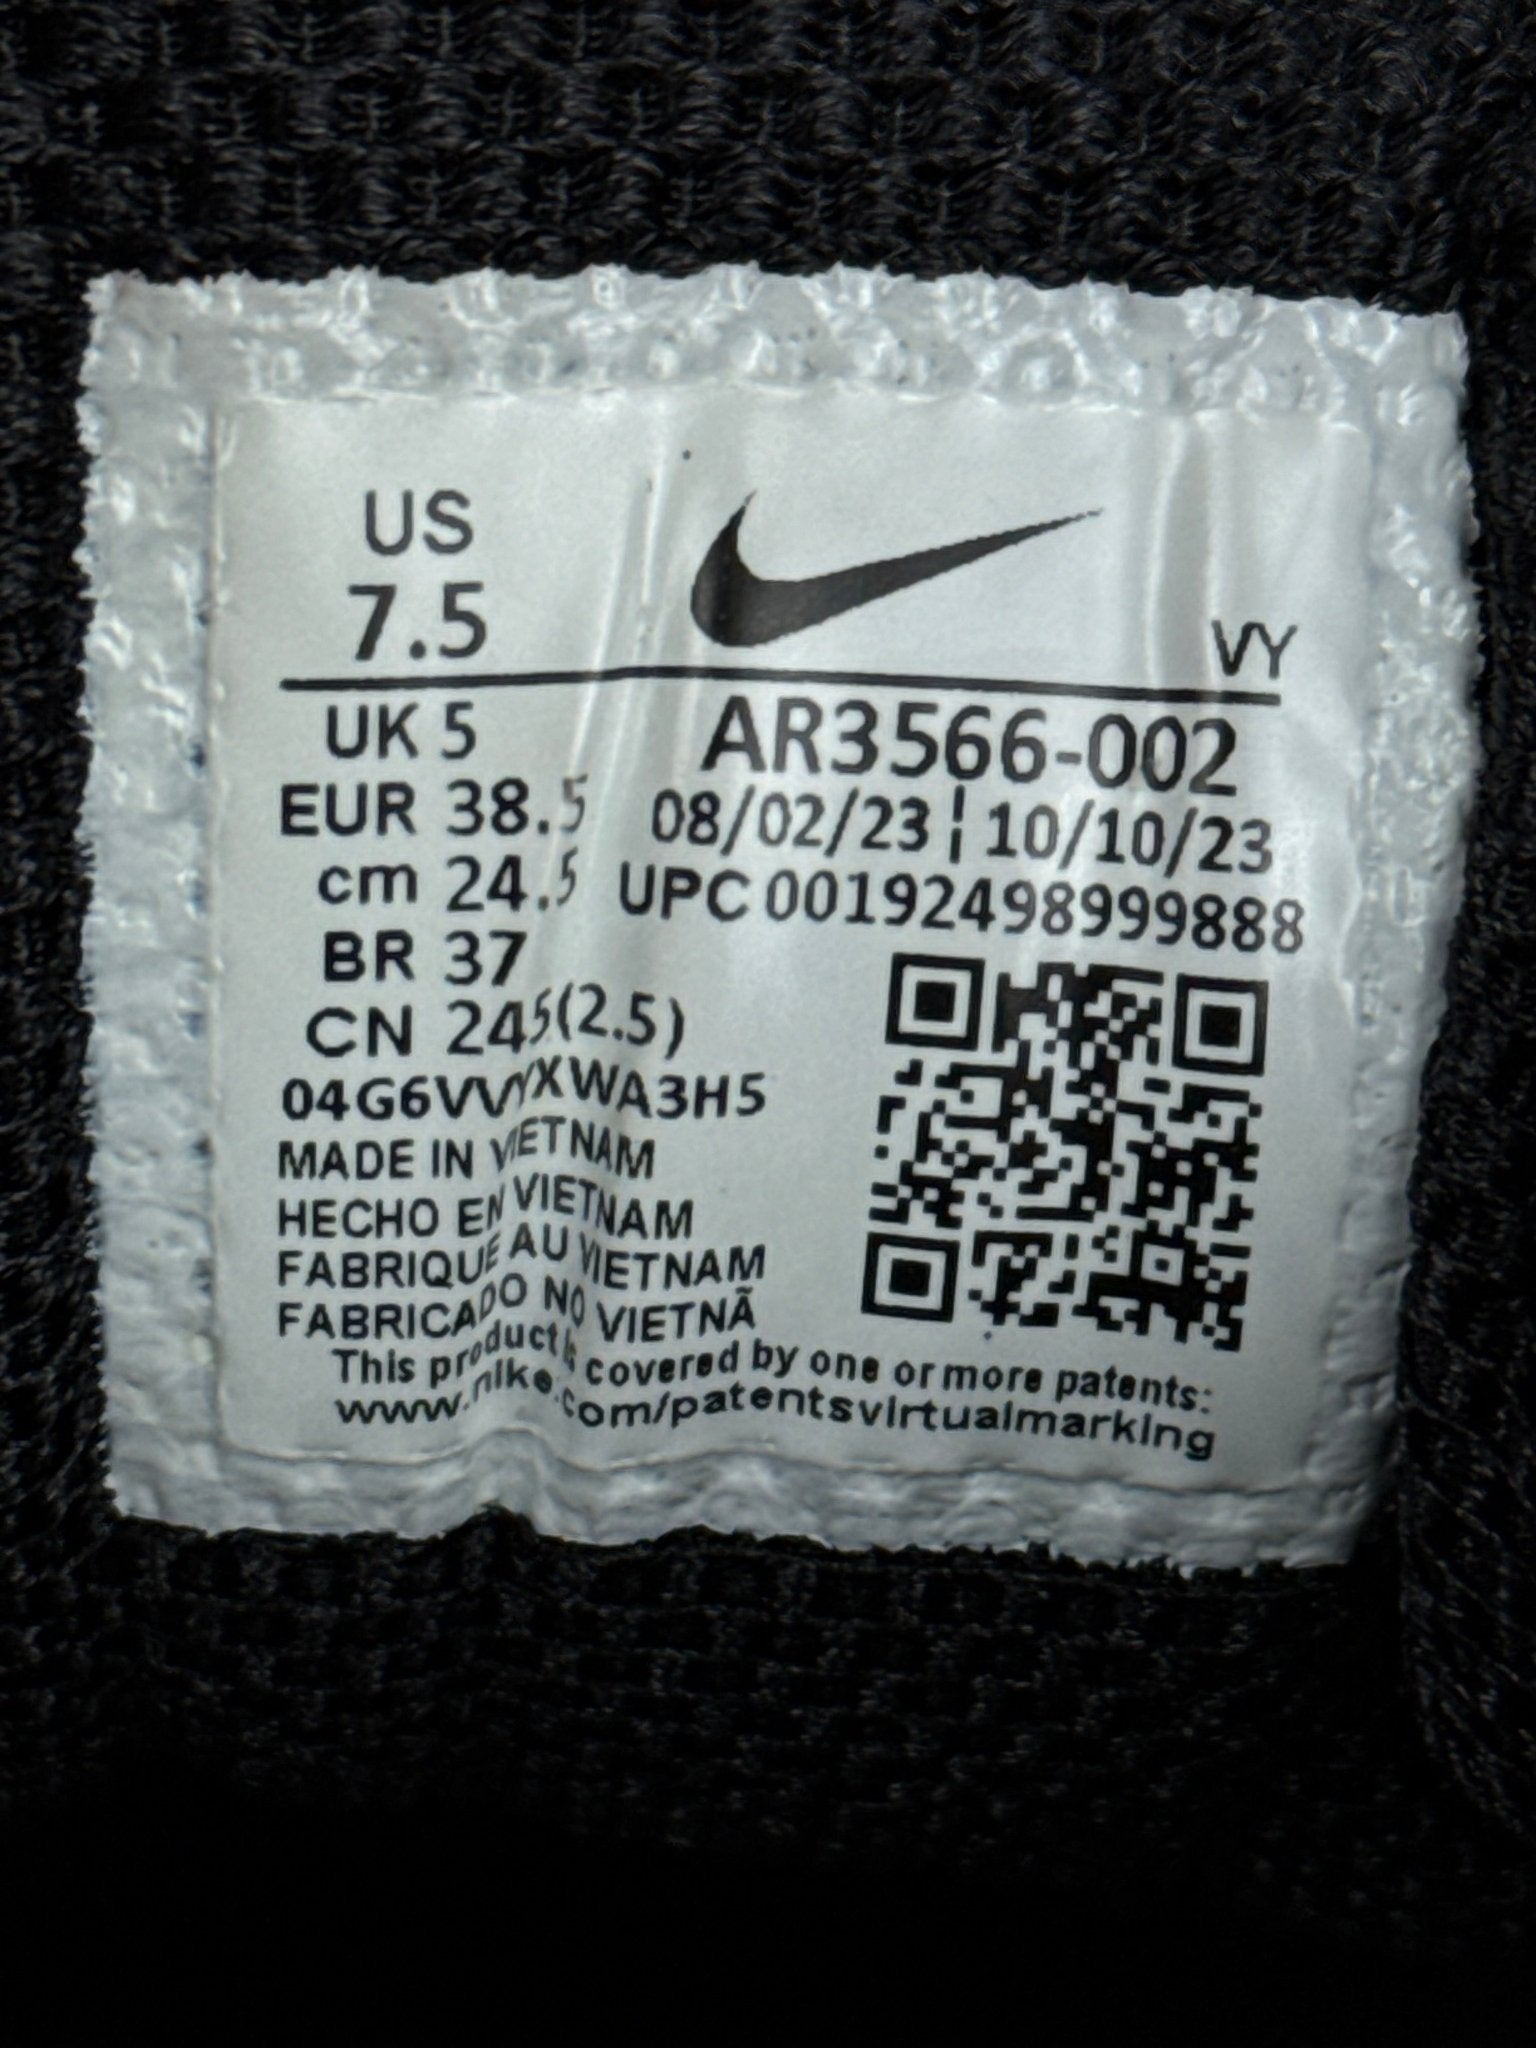 US
7.5
VY
UK 5
EUR 38.5
cm 24.5
BR 37
CN 245(2.5)
AR3566-002
08/02/23 ¦ 10/10/23
UPC 00192498999888
MADE IN VIETNAM
HECHO EN VIETNAM
FABRIQUE AU VIETNAM
FABRICADO NO VIETNÃ
This product is covered by one or more patents:
www.nike.com/patentsvirtualmarking